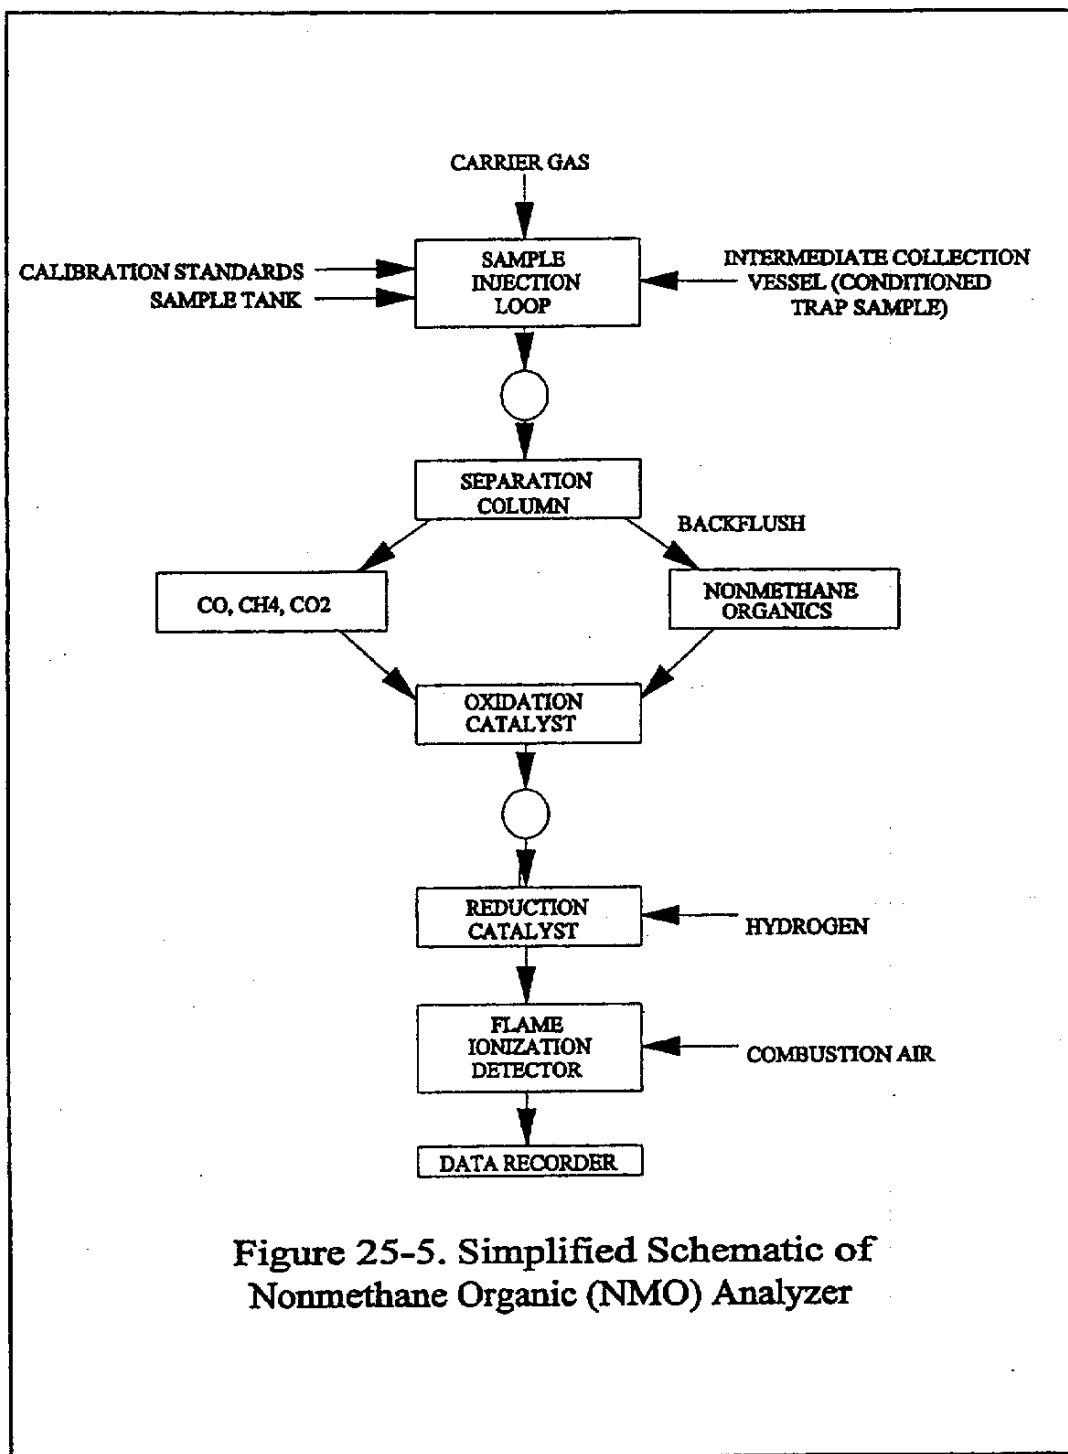 CARRIER GAS
CALIBRATION STANDARDS
SAMPLE TANK
SAMPLE
INJECTION
LOOP
INTERMEDIATE COLLECTION
VESSEL (CONDITIONED
TRAP SAMPLE)
SEPARATION
COLUMN
BACKFLUSH
CO, CH4, CO2
NONMETHANE
ORGANICS
OXIDATION
CATALYST
REDUCTION
CATALYST
HYDROGEN
FLAME
IONIZATION
DETECTOR
COMBUSTION AIR
DATA RECORDER
Figure 25-5. Simplified Schematic of
Nonmethane Organic (NMO) Analyzer